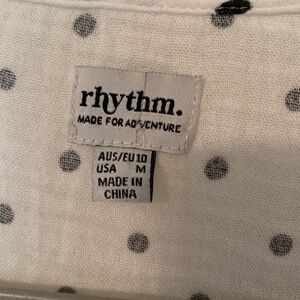 rhythm.
MADE FOR ADVENTURE
AUS/EU 10
USA M
MADE IN
CHINA